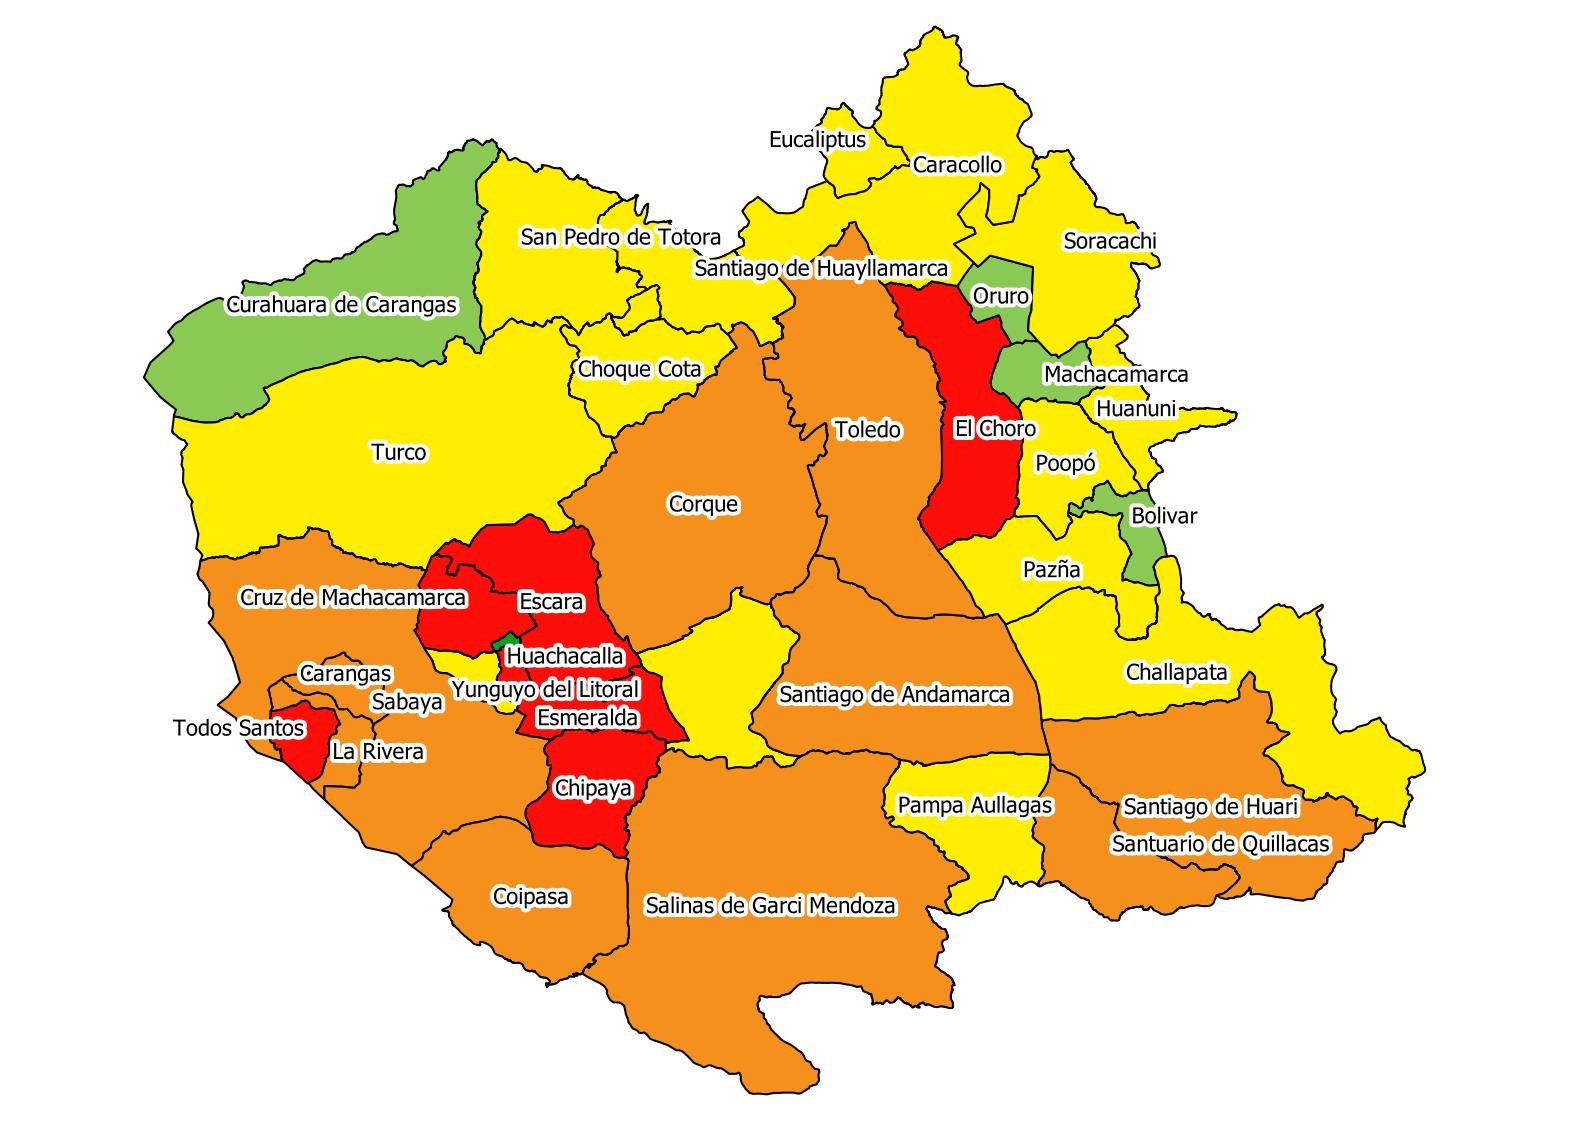 Eucaliptus
Caracollo
San Pedro de Totora
Soracachi
Santiago de Huayllamarca
Oruro
Curahuara de Carangas
Choque Cota
Machacamarca
Huanuni
Toledo
El Choro
Turco
Poopó
Corque
Bolivar
Pazña
Cruz de Machacamarca
Escara
Huachacalla
Carangas
Challapata
Yunguyo del Litoral
Santiago de Andamarca
Sabaya
Esmeralda
Todos Santos
La Rivera
Chipaya
Pampa Aullagas
Santiago de Huari
Santuario de Quillacas
Coipasa
Salinas de Garci Mendoza